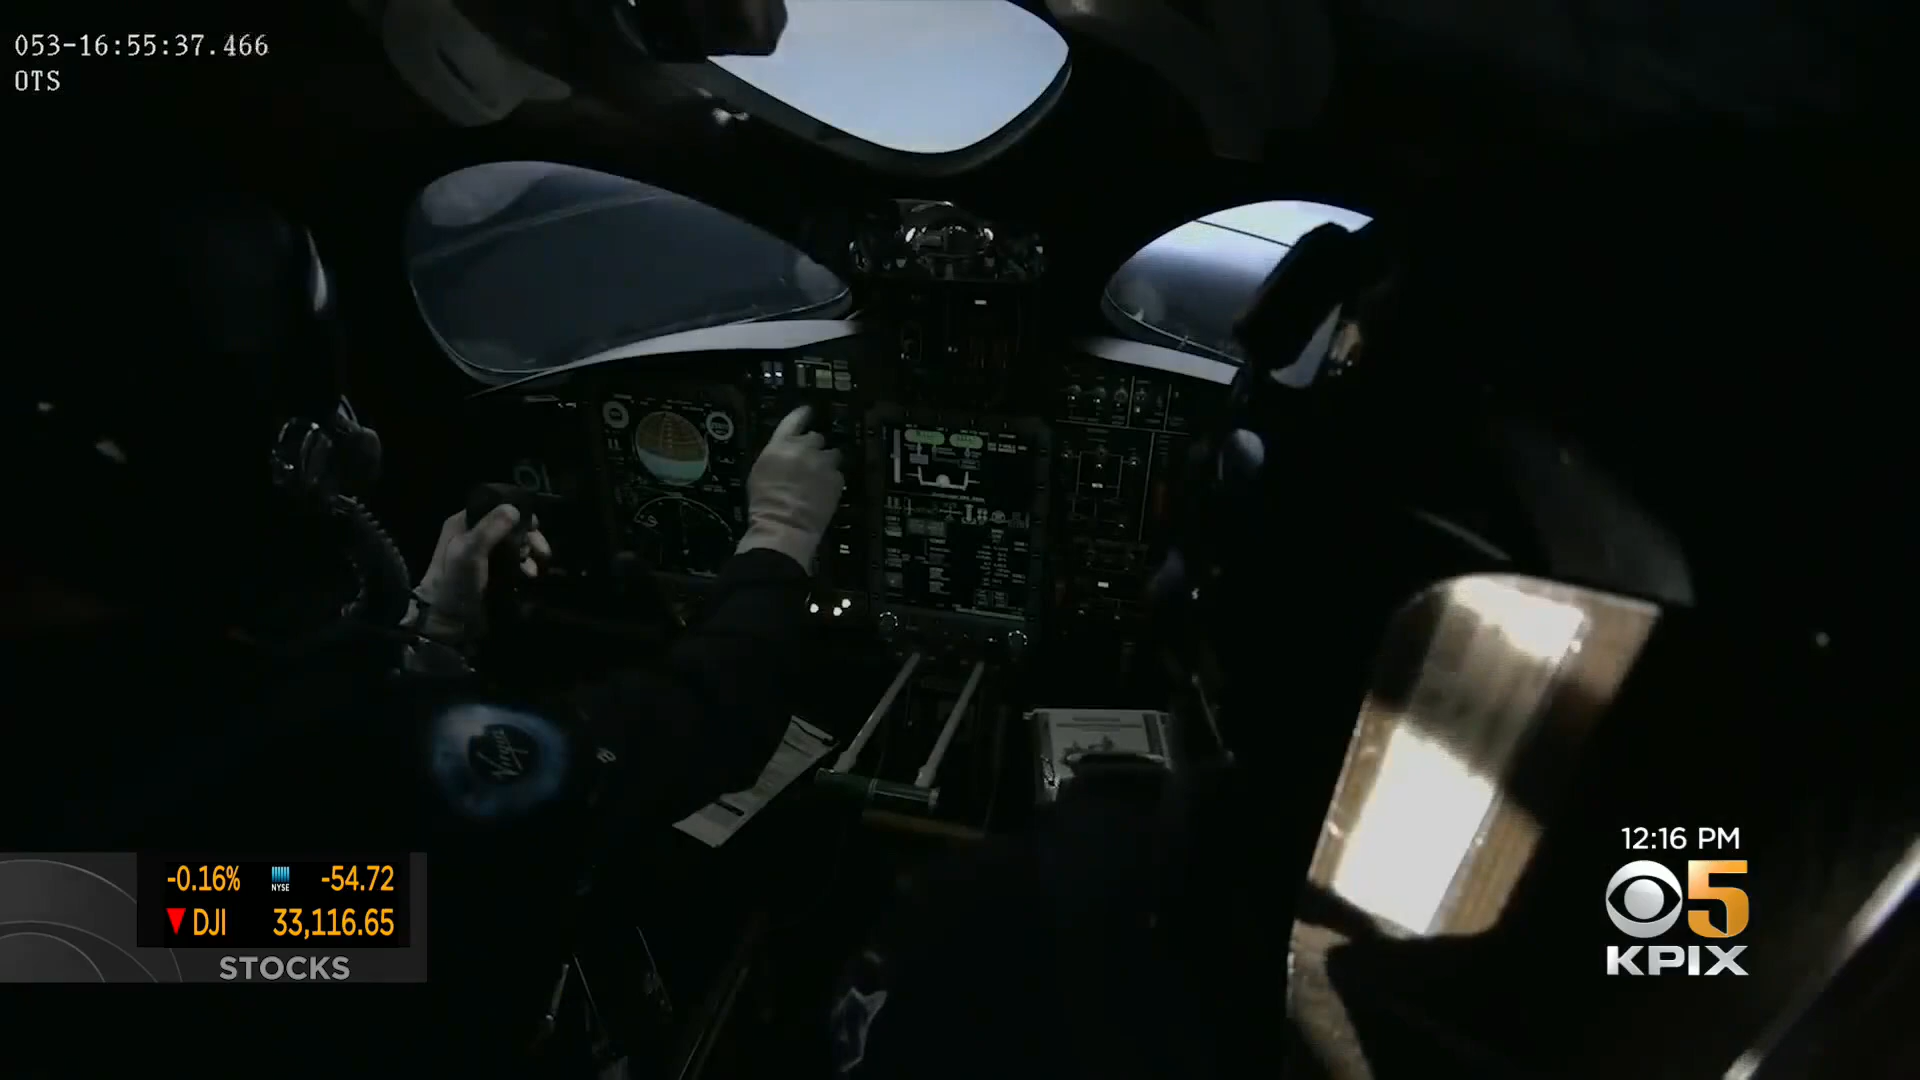 053-16:55:37.466
OTS
Virgin
-0.16% NYSE -54.72
DJI 33,116.65
STOCKS
12:16 PM
5
KPIX